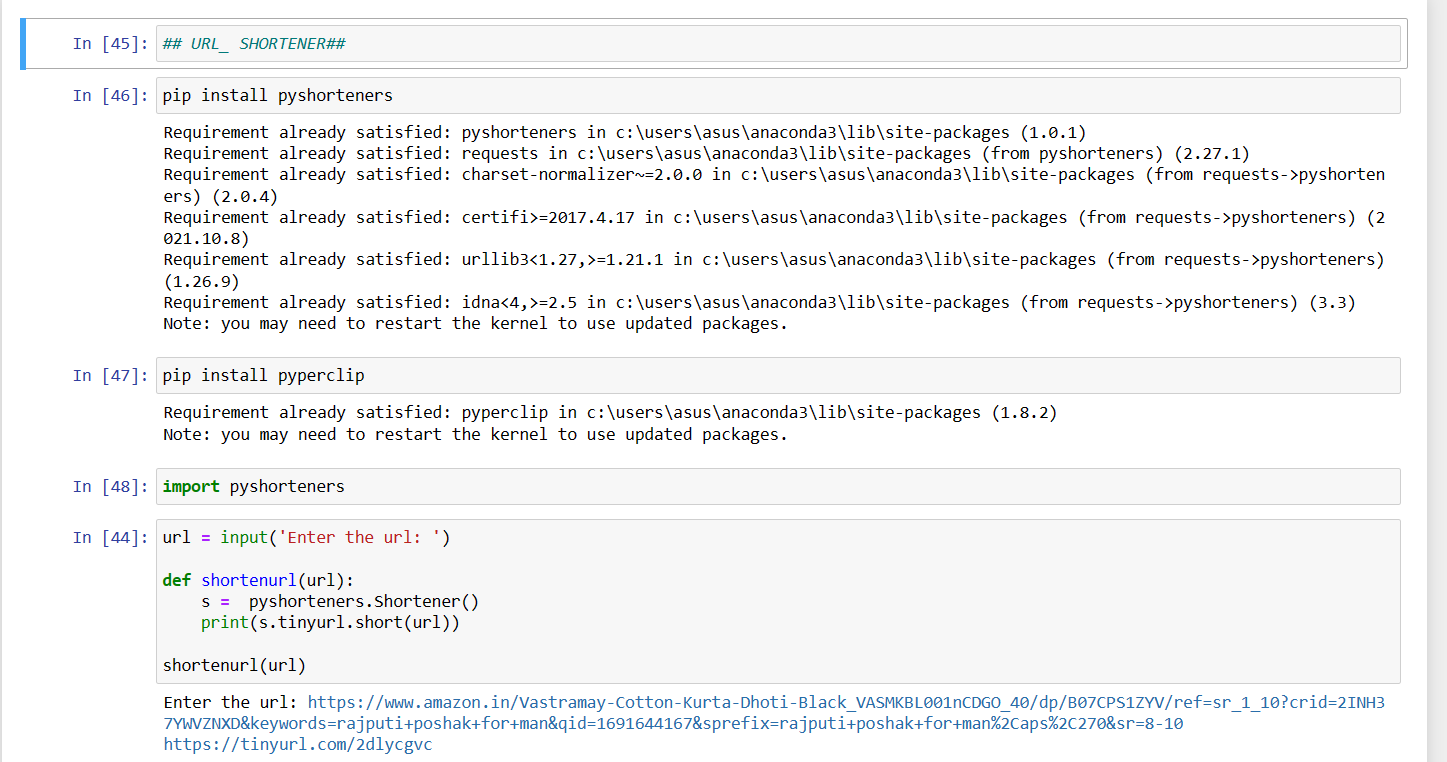 In [45]: ## URL_ SHORTENER##
In [46]: pip install pyshorteners
Requirement already satisfied: pyshorteners in c:\users\asus\anaconda3\lib\site-packages (1.0.1)
Requirement already satisfied: requests in c:\users\asus\anaconda3\lib\site-packages (from pyshorteners) (2.27.1)
Requirement already satisfied: charset-normalizer~=2.0.0 in c:\users\asus\anaconda3\lib\site-packages (from requests->pyshorten
ers) (2.0.4)
Requirement already satisfied: certifi>=2017.4.17 in c:\users\asus\anaconda3\lib\site-packages (from requests->pyshorteners) (2
021.10.8)
Requirement already satisfied: urllib3<1.27,>=1.21.1 in c:\users\asus\anaconda3\lib\site-packages (from requests->pyshorteners)
(1.26.9)
Requirement already satisfied: idna<4,>=2.5 in c:\users\asus\anaconda3\lib\site-packages (from requests->pyshorteners) (3.3)
Note: you may need to restart the kernel to use updated packages.
In [47]: pip install pyperclip
Requirement already satisfied: pyperclip in c:\users\asus\anaconda3\lib\site-packages (1.8.2)
Note: you may need to restart the kernel to use updated packages.
In [48]: import pyshorteners
In [44]: url = input('Enter the url: ')
def shortenurl(url):
    s =  pyshorteners.Shortener()
    print(s.tinyurl.short(url))
shortenurl(url)
Enter the url: https://www.amazon.in/Vastramay-Cotton-Kurta-Dhoti-Black_VASMKBL001nCDGO_40/dp/B07CPS1ZYV/ref=sr_1_10?crid=2INH3
7YWVZNXD&keywords=rajputi+poshak+for+man&qid=1691644167&sprefix=rajputi+poshak+for+man%2Caps%2C270&sr=8-10
https://tinyurl.com/2dlycgvc